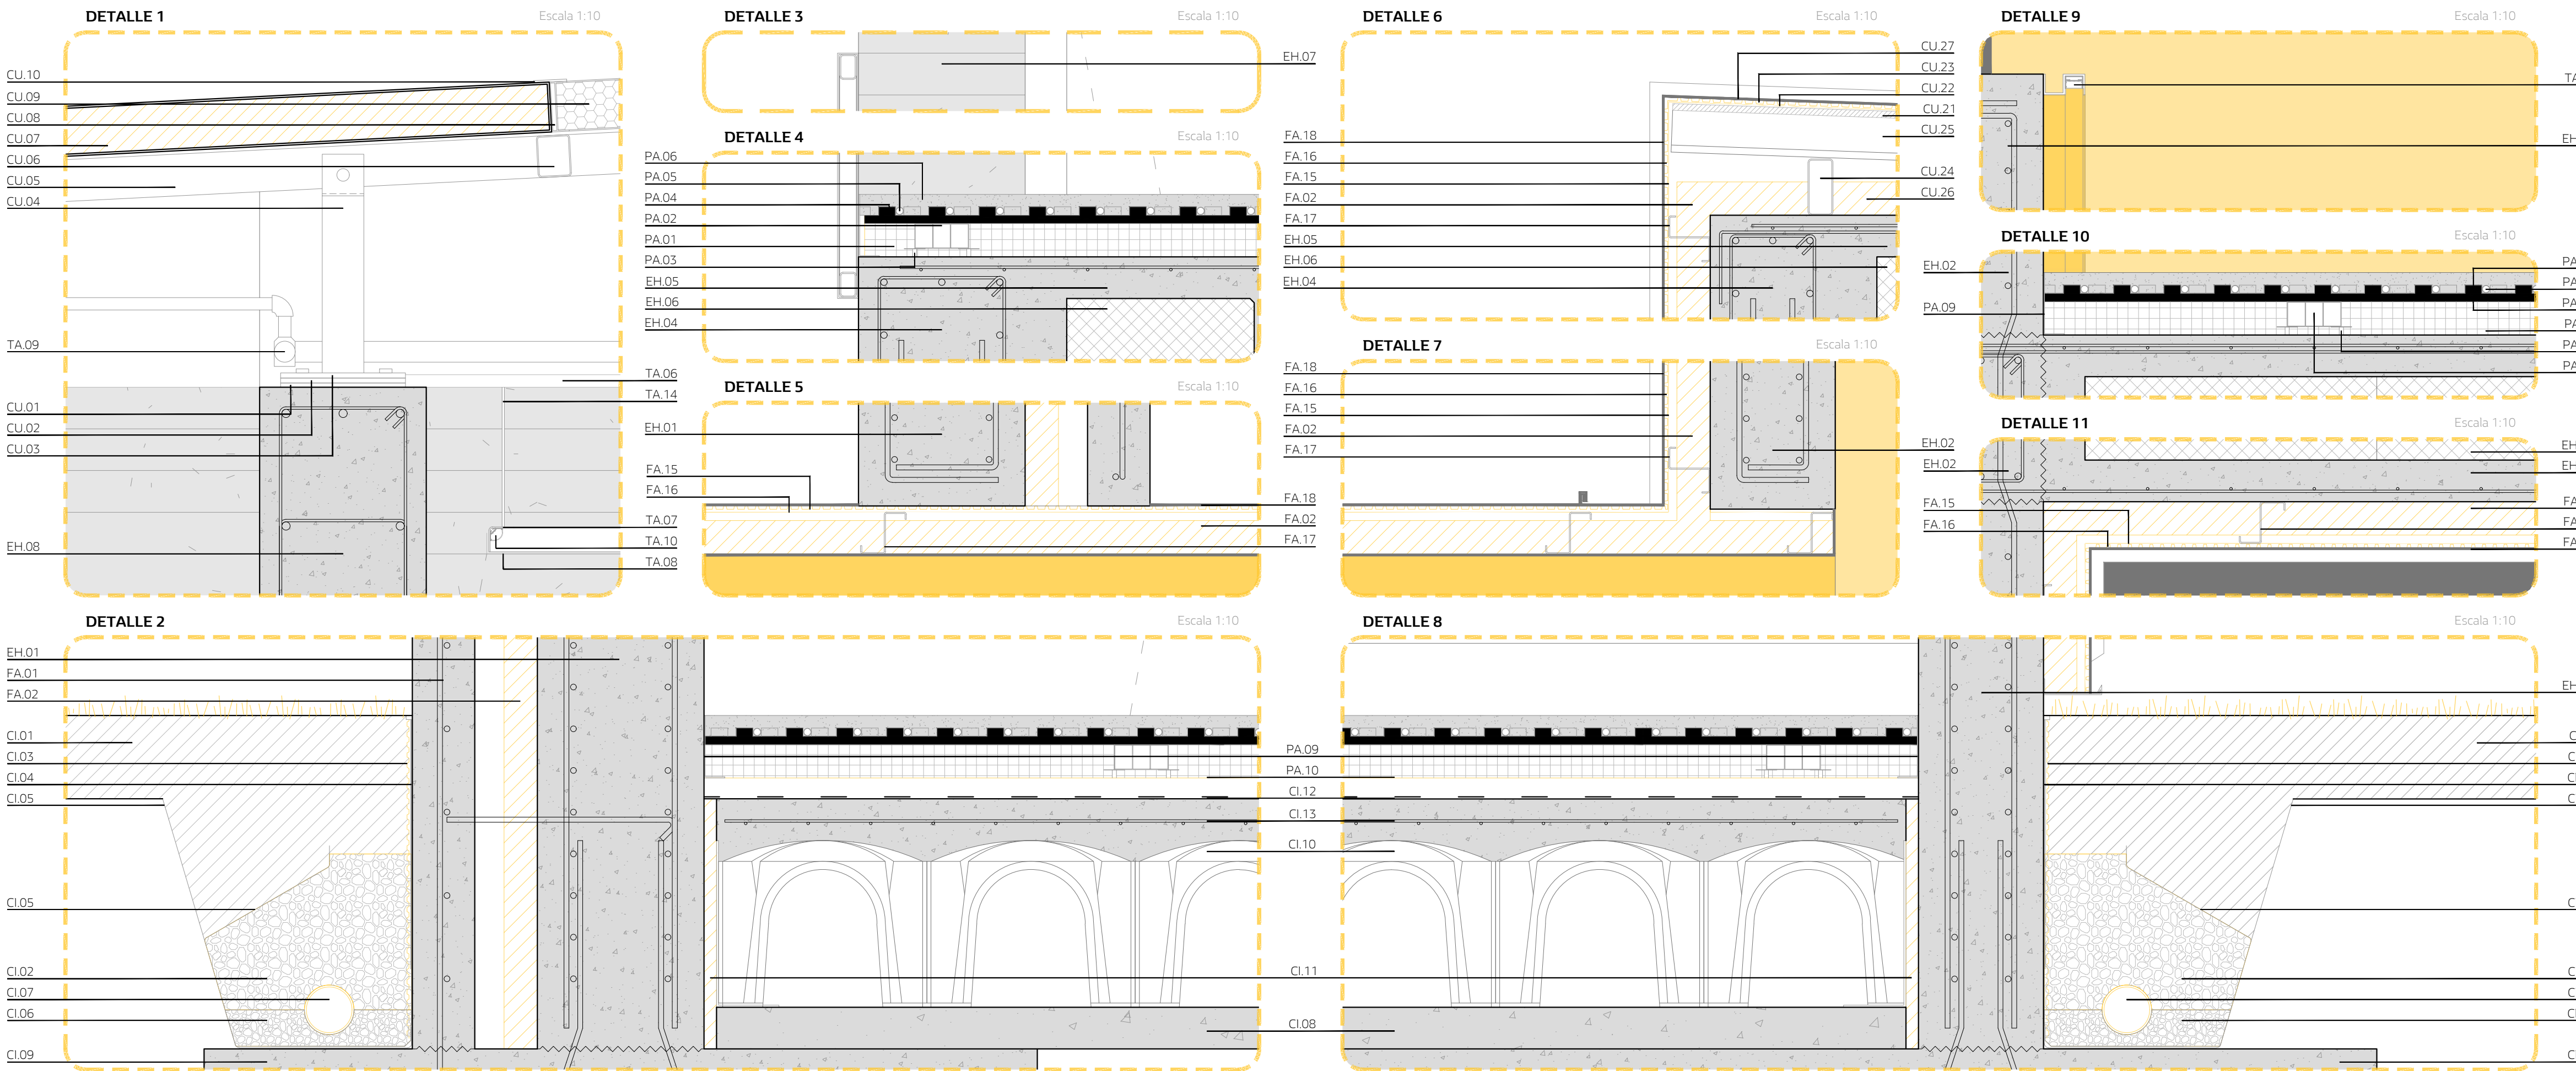 DETALLE 1 Escala 1:10
CU.10
CU.09
CU.08
CU.07
CU.06
CU.05
CU.04
TA.09
CU.01
CU.02
CU.03
EH.08
TA.06
TA.14
TA.07
TA.10
TA.08
DETALLE 3 Escala 1:10
EH.07
DETALLE 4 Escala 1:10
PA.06
PA.05
PA.04
PA.02
PA.01
PA.03
EH.05
EH.06
EH.04
DETALLE 5 Escala 1:10
EH.01
FA.15
FA.16
FA.18
FA.02
FA.17
DETALLE 6 Escala 1:10
FA.18
FA.16
FA.15
FA.02
FA.17
EH.05
EH.06
EH.04
CU.27
CU.23
CU.22
CU.21
CU.25
CU.24
CU.26
DETALLE 7 Escala 1:10
FA.18
FA.16
FA.15
FA.02
FA.17
EH.02
DETALLE 9 Escala 1:10
DETALLE 10 Escala 1:10
EH.02
PA.09
DETALLE 11 Escala 1:10
EH.02
FA.15
FA.16
DETALLE 2 Escala 1:10
EH.01
FA.01
FA.02
CI.01
CI.03
CI.04
CI.05
CI.05
CI.02
CI.07
CI.06
CI.09
PA.09
PA.10
CI.12
CI.13
CI.10
CI.11
CI.08
DETALLE 8 Escala 1:10